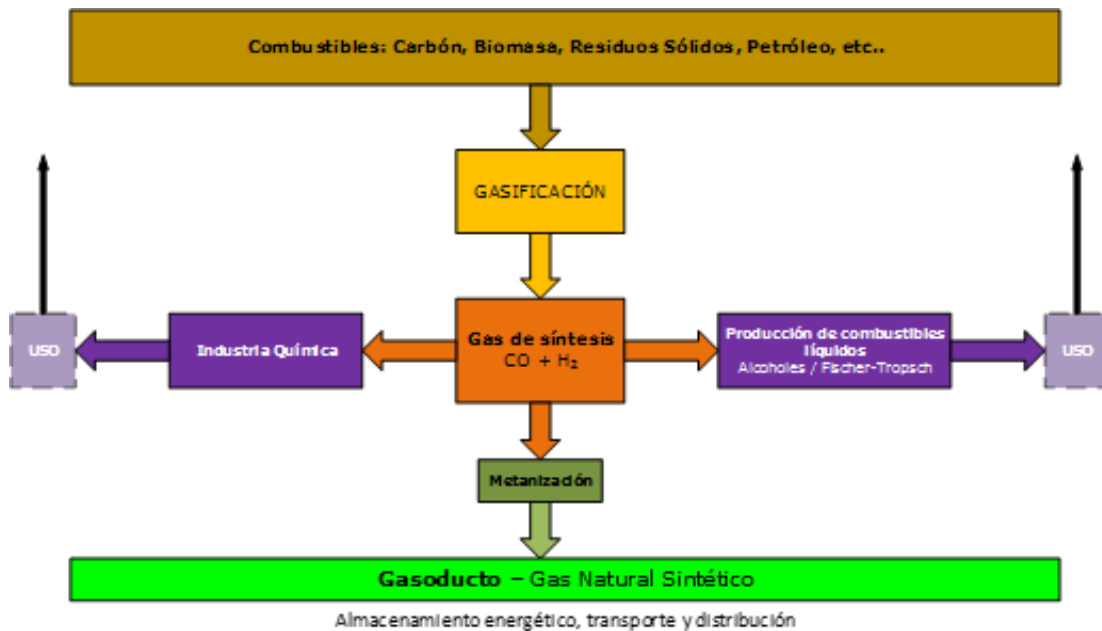 Combustibles: Carbón, Biomasa, Residuos Sólidos, Petróleo, etc..
GASIFICACIÓN
USO
Industria Química
Gas de síntesis
CO + H₂
Producción de combustibles
líquidos
Alcoholes / Fischer-Tropsch
USO
Metanización
Gasoducto – Gas Natural Sintético
Almacenamiento energético, transporte y distribución